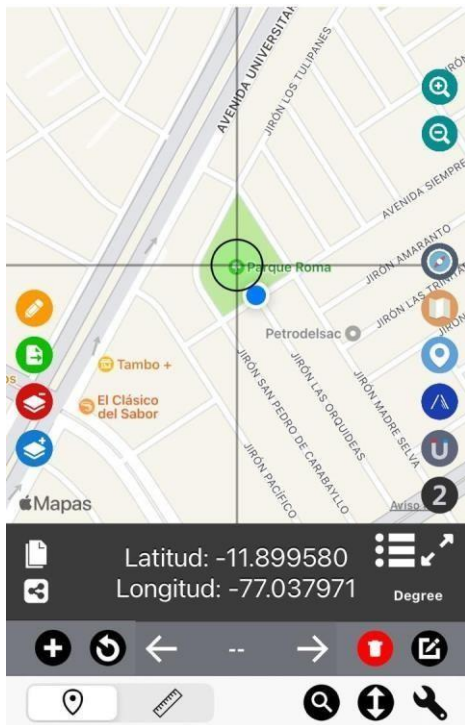 AVENIDA UNIVERSITAR
JIRÓN LOS TULIPANES
AVENIDA SIEMPRE
Parque Roma
JIRÓN AMARANTO
JIRÓN LAS TRINITA
Petrodelsac
Tambo +
El Clásico
del Sabor
JIRÓN SAN PEDRO DE CARABAYLLO
JIRÓN LAS ORQUIDEAS
JIRÓN MADRE SELVA
JIRÓN PACÍFICO
Mapas
Aviso
2
Latitud: -11.899580
Longitud: -77.037971
Degree
--